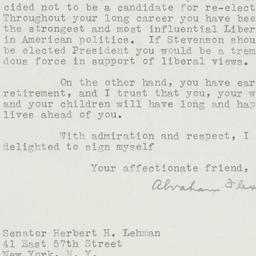 cided not to be a candidate for re-elect
Throughout your long career you have bee
the strongest and most influential Liber
in American politics. If Stevenson shoul
be elected President you would be a trem
dous force in support of liberal views.
On the other hand, you have ear
retirement, and I trust that you, your w
and your children will have long and hap
lives ahead of you.
With admiration and respect, I
delighted to sign myself
Your affectionate friend,
Abraham Flex
Senator Herbert H. Lehman
41 East 57th Street
New York, N. Y.